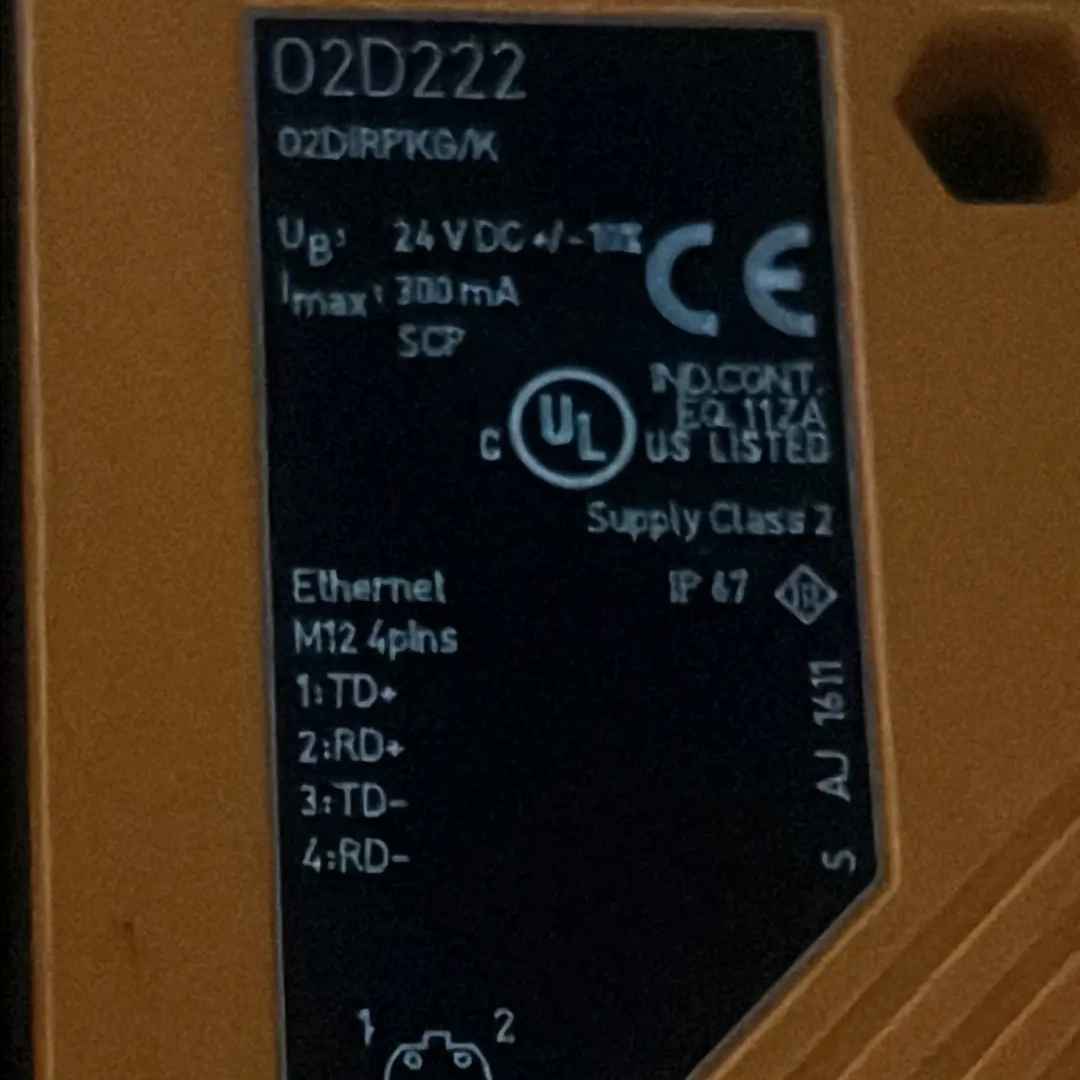 O2D222
O2DIRPKG/K
UB: 24 V DC +/-
Imax: 300 mA
SCP
CE
IND.CONT.
EQ. 11ZA
C UL US LISTED
Supply Class 2
Ethernet
IP 67
M12 4pins
1:TD+
2:RD+
3:TD-
4:RD-
S AJ 1611
1 2